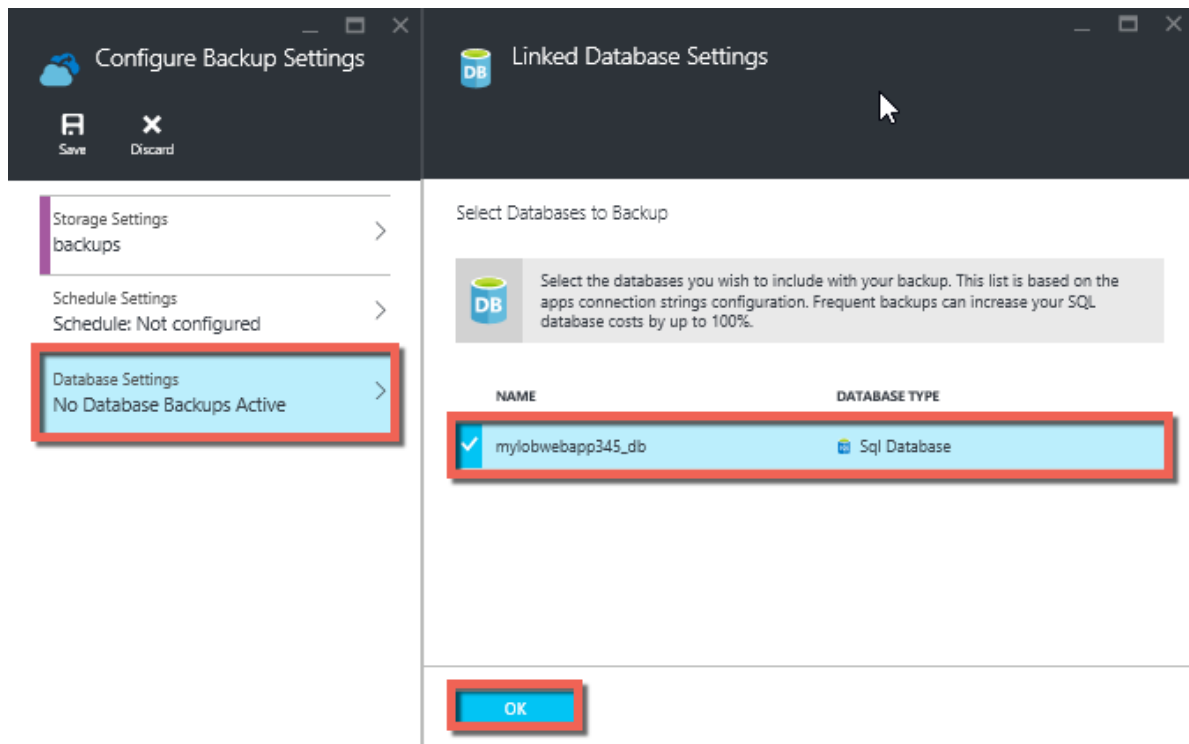 Configure Backup Settings
Save
Discard
Storage Settings
backups
Schedule Settings
Schedule: Not configured
Database Settings
No Database Backups Active
DB
Linked Database Settings
Select Databases to Backup
DB
Select the databases you wish to include with your backup. This list is based on the
apps connection strings configuration. Frequent backups can increase your SQL
database costs by up to 100%.
NAME
DATABASE TYPE
mylobwebapp345_db
Sql Database
OK